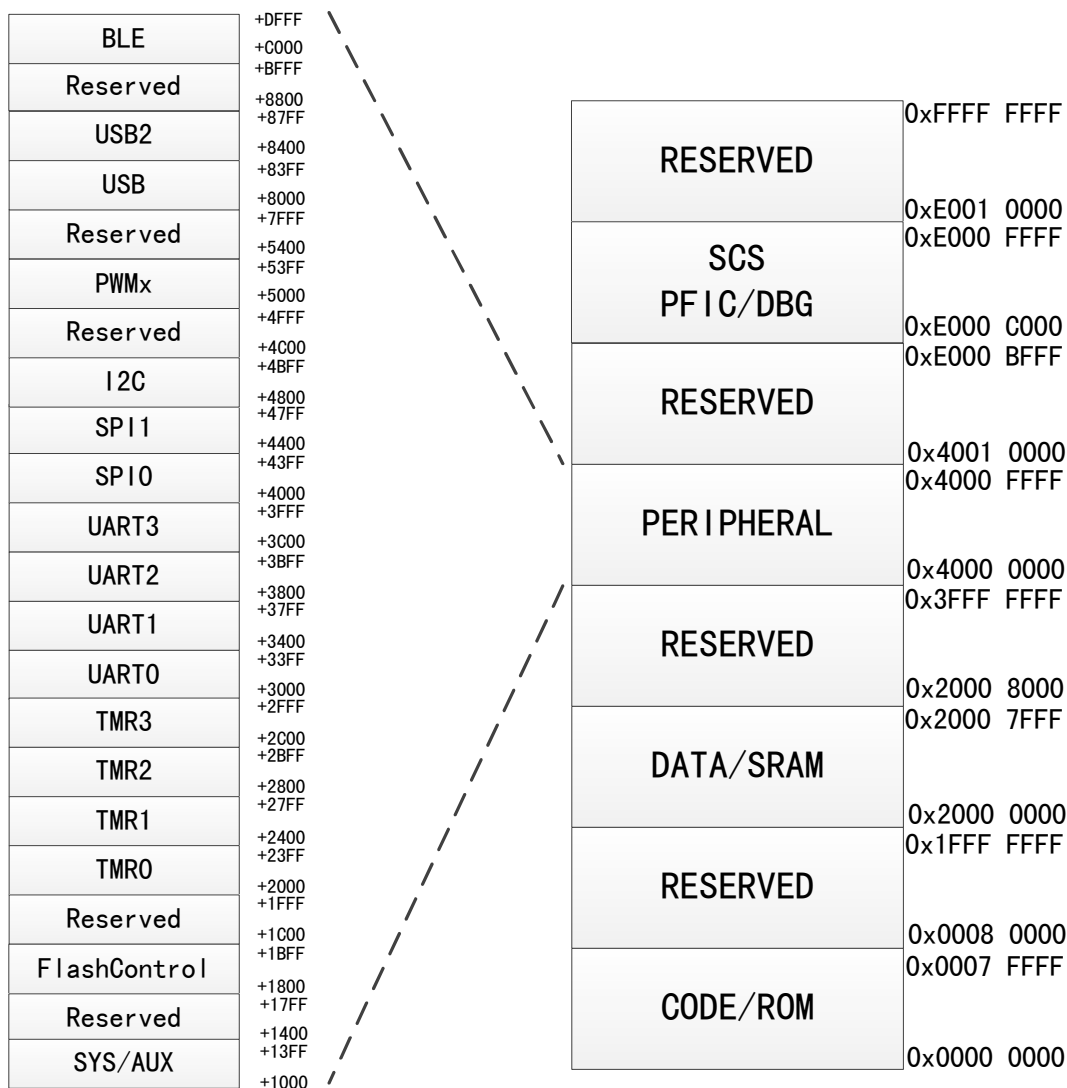 BLE
+DFFF
+C000
Reserved
+BFFF
+8800
USB2
+87FF
+8400
USB
+83FF
+8000
Reserved
+7FFF
+5400
PWMx
+53FF
+5000
Reserved
+4FFF
+4C00
I2C
+4BFF
+4800
SPI1
+47FF
+4400
SPI0
+43FF
+4000
UART3
+3FFF
+3C00
UART2
+3BFF
+3800
UART1
+37FF
+3400
UART0
+33FF
+3000
TMR3
+2FFF
+2C00
TMR2
+2BFF
+2800
TMR1
+27FF
+2400
TMR0
+23FF
+2000
Reserved
+1FFF
+1C00
FlashControl
+1BFF
+1800
Reserved
+17FF
+1400
SYS/AUX
+13FF
+1000
RESERVED
0xFFFF FFFF
0xE001 0000
SCS
PFIC/DBG
0xE000 FFFF
0xE000 C000
RESERVED
0xE000 BFFF
0x4001 0000
PERIPHERAL
0x4000 FFFF
0x4000 0000
RESERVED
0x3FFF FFFF
0x2000 8000
DATA/SRAM
0x2000 7FFF
0x2000 0000
RESERVED
0x1FFF FFFF
0x0008 0000
CODE/ROM
0x0007 FFFF
0x0000 0000